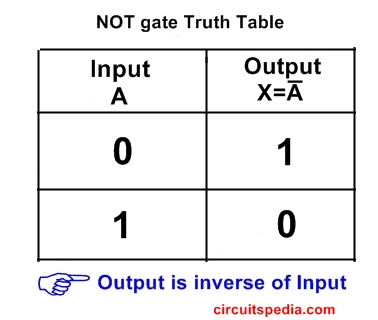 NOT gate Truth Table
Input Output
A X=A̅
0 1
1 0
Output is inverse of Input
circuitspedia.com